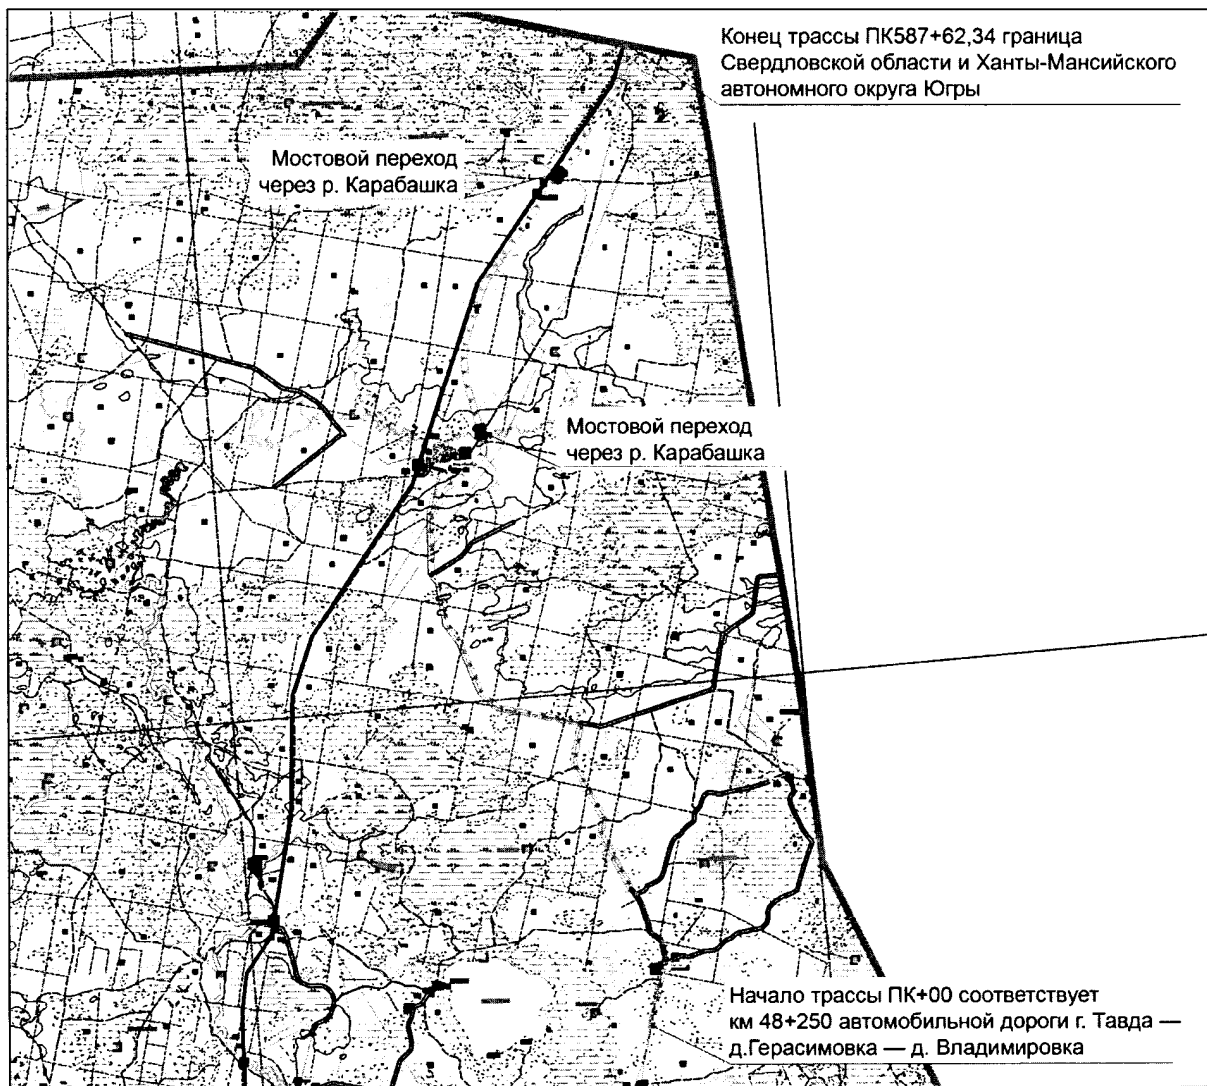 Конец трассы ПК587+62,34 граница
Свердловской области и Ханты-Мансийского
автономного округа Югры
Мостовой переход
через р. Карабашка
Мостовой переход
через р. Карабашка
Начало трассы ПК+00 соответствует
км 48+250 автомобильной дороги г. Тавда —
д.Герасимовка — д. Владимировка